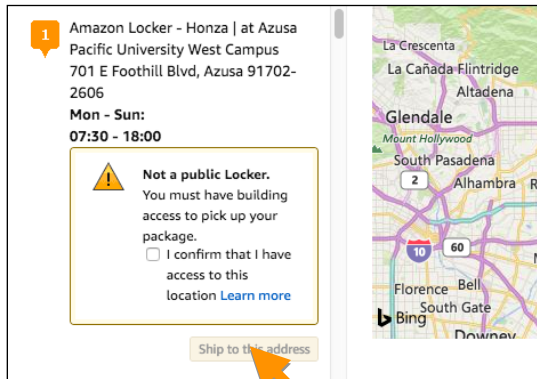 1
Amazon Locker - Honza | at Azusa
Pacific University West Campus
701 E Foothill Blvd, Azusa 91702-
2606
Mon - Sun:
07:30 - 18:00
Not a public Locker.
You must have building
access to pick up your
package.
I confirm that I have
access to this
location Learn more
Ship to this address
La Crescenta
La Cañada Flintridge
Altadena
Glendale
Mount Hollywood
South Pasadena
2
Alhambra R
10
60
Florence Bell
South Gate
Bing
Downey